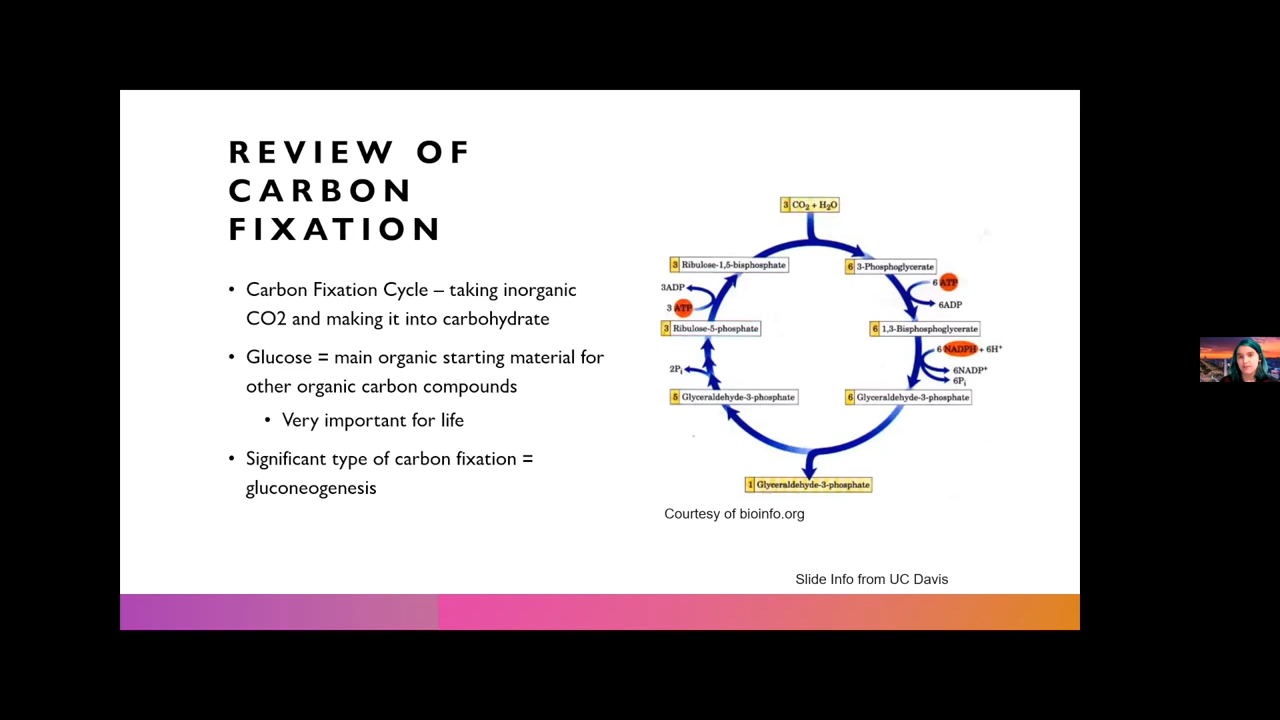 REVIEW OF
CARBON
FIXATION
• Carbon Fixation Cycle – taking inorganic
CO2 and making it into carbohydrate
• Glucose = main organic starting material for
other organic carbon compounds
• Very important for life
• Significant type of carbon fixation =
gluconeogenesis
3 CO₂ + H₂O
3 Ribulose-1,5-bisphosphate
6 3-Phosphoglycerate
3ADP
3 ATP
6 ATP
6ADP
3 Ribulose-5-phosphate
6 1,3-Bisphosphoglycerate
6 NADPH + 6H⁺
2Pᵢ
6NADP⁺
6Pᵢ
5 Glyceraldehyde-3-phosphate
6 Glyceraldehyde-3-phosphate
1 Glyceraldehyde-3-phosphate
Courtesy of bioinfo.org
Slide Info from UC Davis